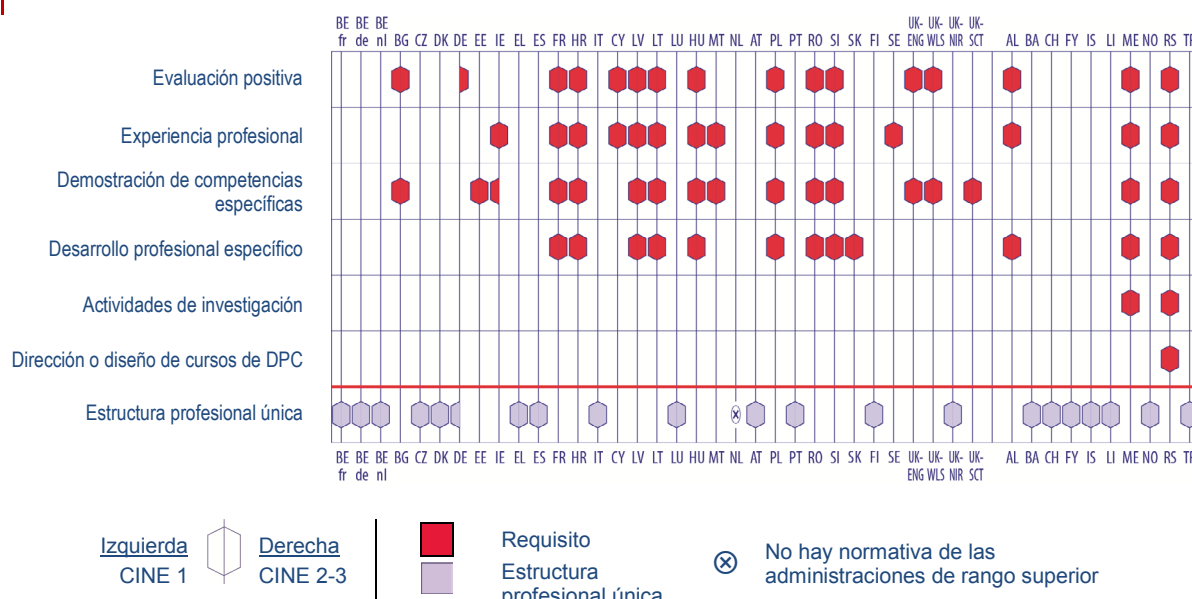 BE BE BE UK- UK- UK- UK-
fr de nl BG CZ DK DE EE IE EL ES FR HR IT CY LV LT LU HU MT NL AT PL PT RO SI SK FI SE ENG WLS NIR SCT AL BA CH FY IS LI ME NO RS
Evaluación positiva
Experiencia profesional
Demostración de competencias
específicas
Desarrollo profesional específico
Actividades de investigación
Dirección o diseño de cursos de DPC
Estructura profesional única
BE BE BE BG CZ DK DE EE IE EL ES FR HR IT CY LV LT LU HU MT NL AT PL PT RO SI SK FI SE UK- UK- UK- UK- AL BA CH FY IS LI ME NO RS
fr de nl ENG WLS NIR SCT
Izquierda Derecha
CINE 1 CINE 2-3
Requisito
Estructura
profesional única
No hay normativa de las
administraciones de rango superior